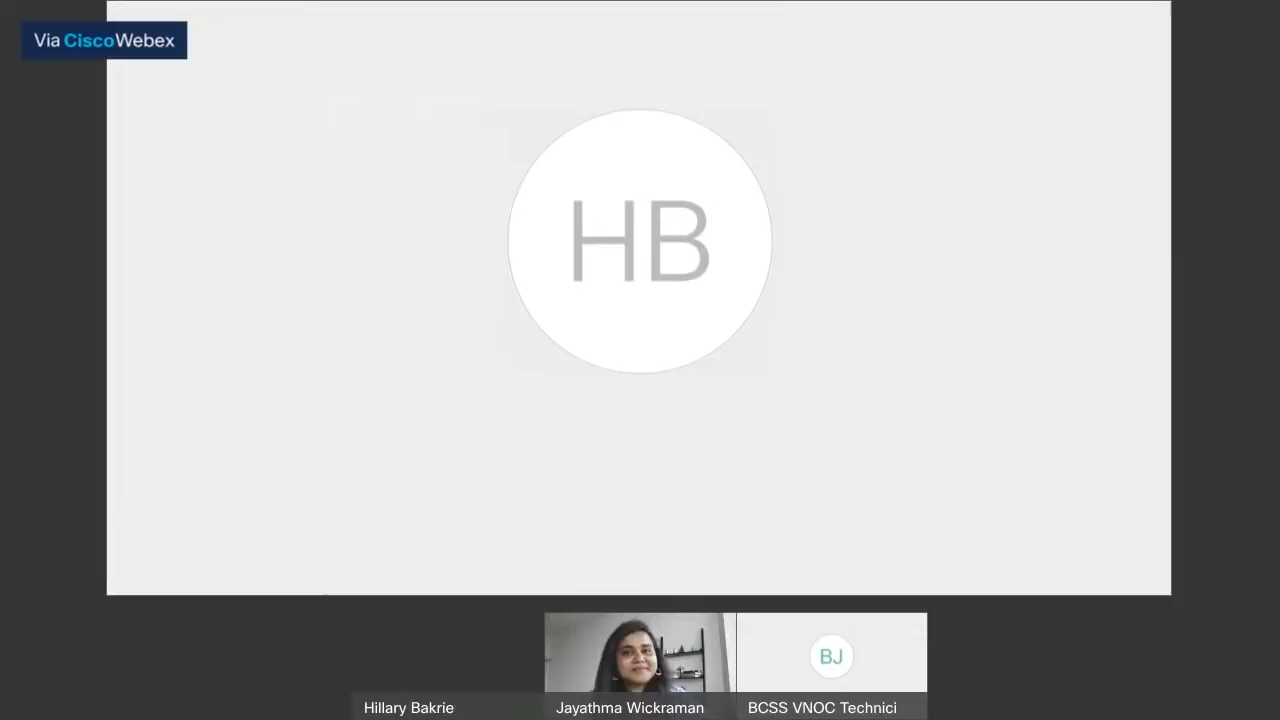 Via CiscoWebex
HB
BJ
Hillary Bakrie
Jayathma Wickraman
BCSS VNOC Technici